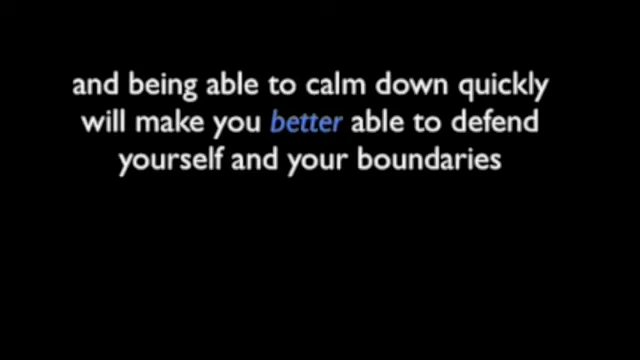 and being able to calm down quickly
will make you better able to defend
yourself and your boundaries